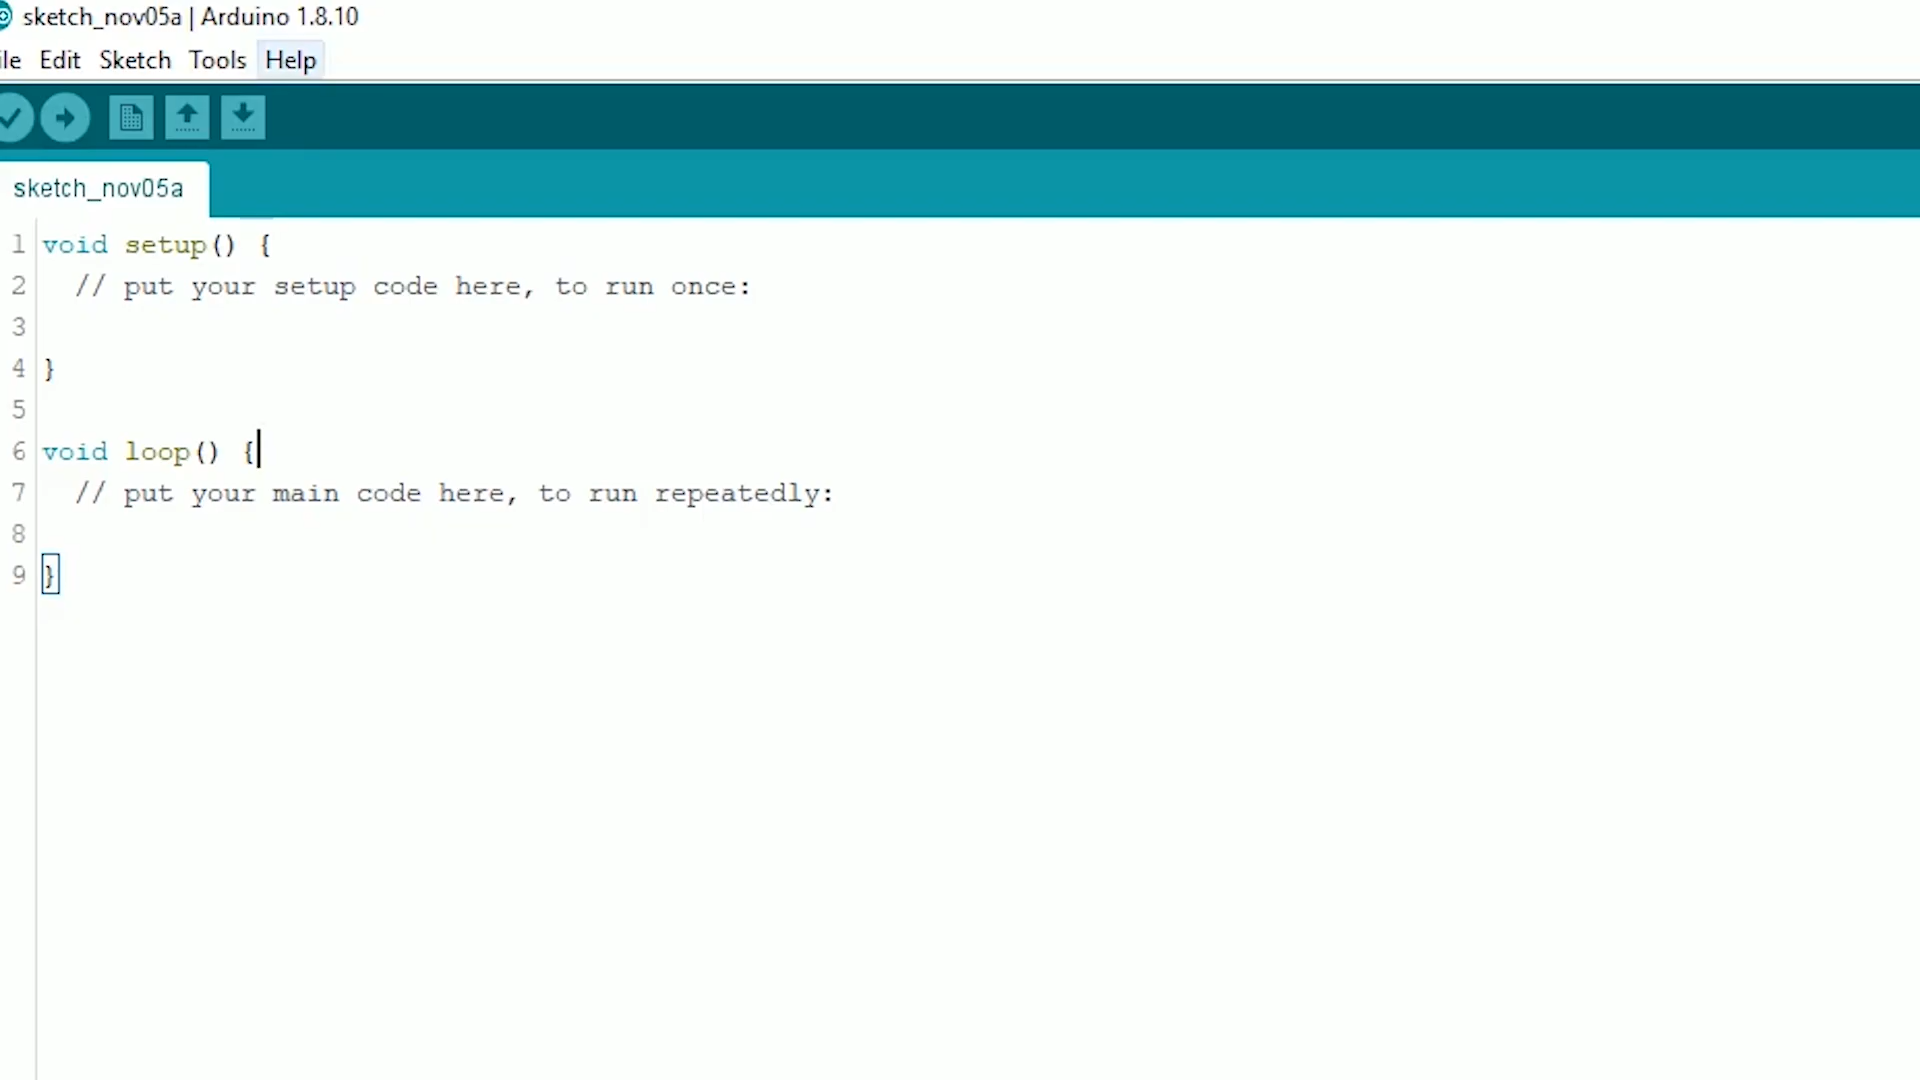 sketch_nov05a | Arduino 1.8.10
ile Edit Sketch Tools Help
sketch_nov05a
1 void setup() {
2 // put your setup code here, to run once:
3
4 }
5
6 void loop() {
7 // put your main code here, to run repeatedly:
8
9 }